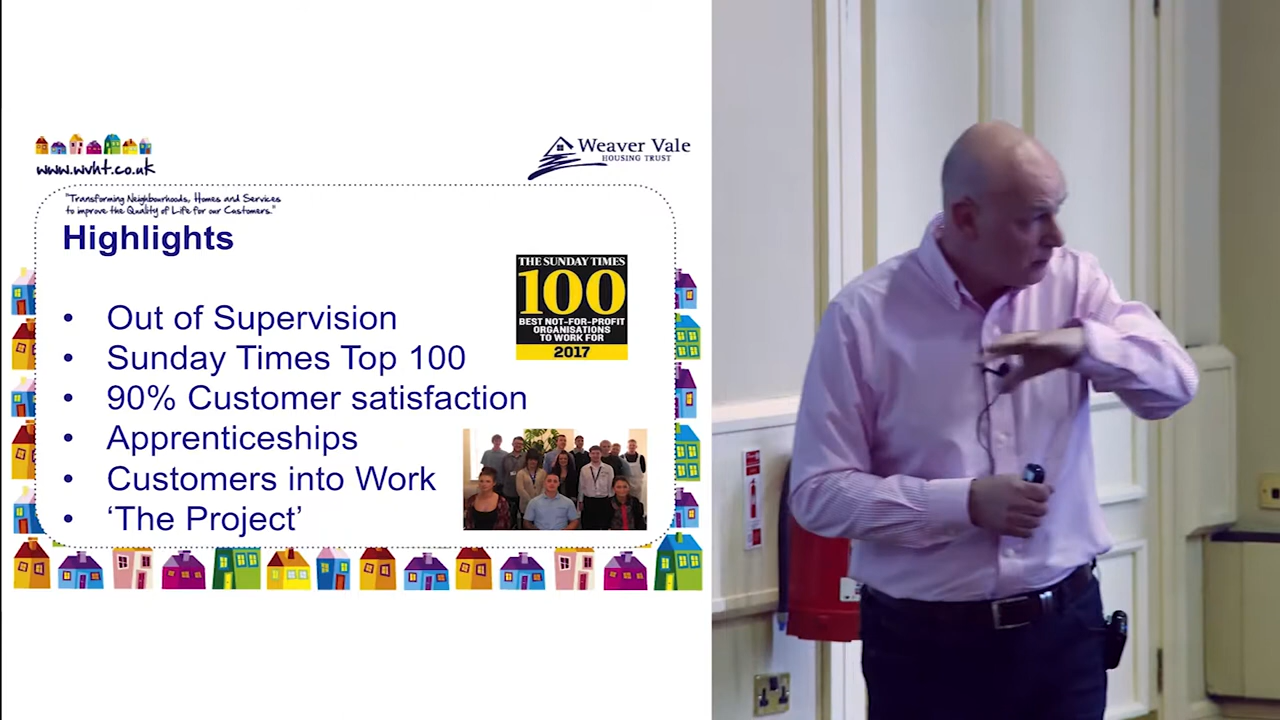 www.wvht.co.uk
Weaver Vale
HOUSING TRUST
"Transforming Neighbourhoods, Homes and Services
to improve the Quality of Life for our Customers."
Highlights
THE SUNDAY TIMES
100
BEST NOT-FOR-PROFIT
ORGANISATIONS
TO WORK FOR
2017
• Out of Supervision
• Sunday Times Top 100
• 90% Customer satisfaction
• Apprenticeships
• Customers into Work
• ‘The Project’